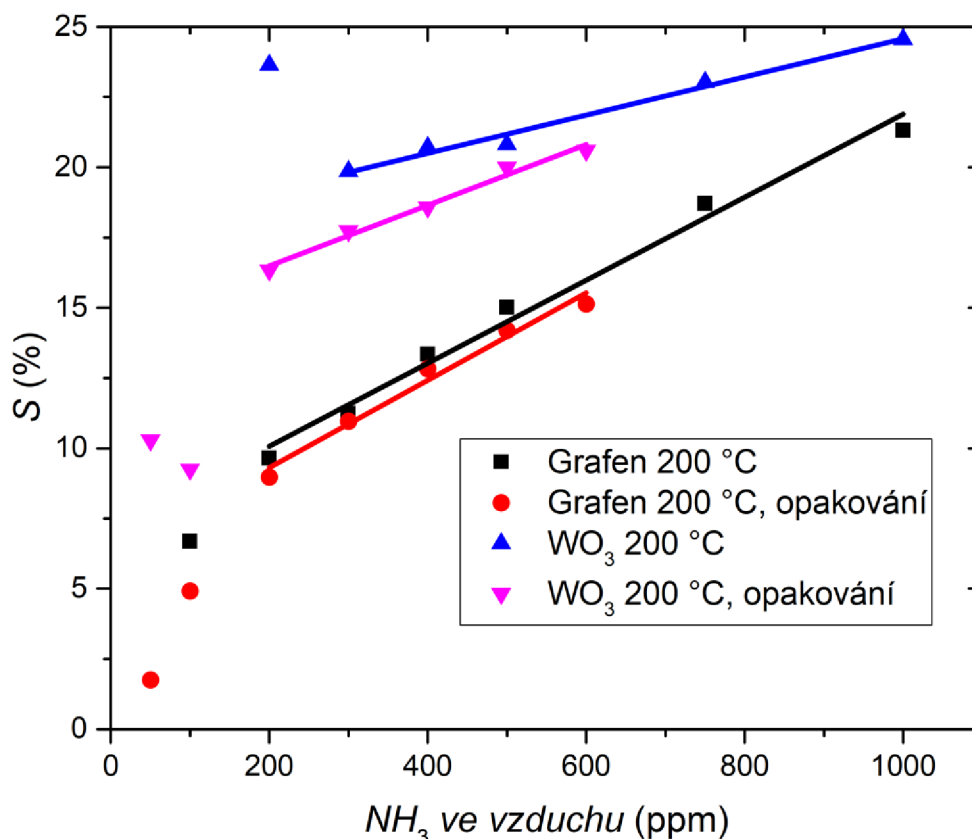 25
20
15
10
5
0
S (%)
Grafen 200 °C
Grafen 200 °C, opakování
WO₃ 200 °C
WO₃ 200 °C, opakování
0 200 400 600 800 1000
NH₃ ve vzduchu (ppm)